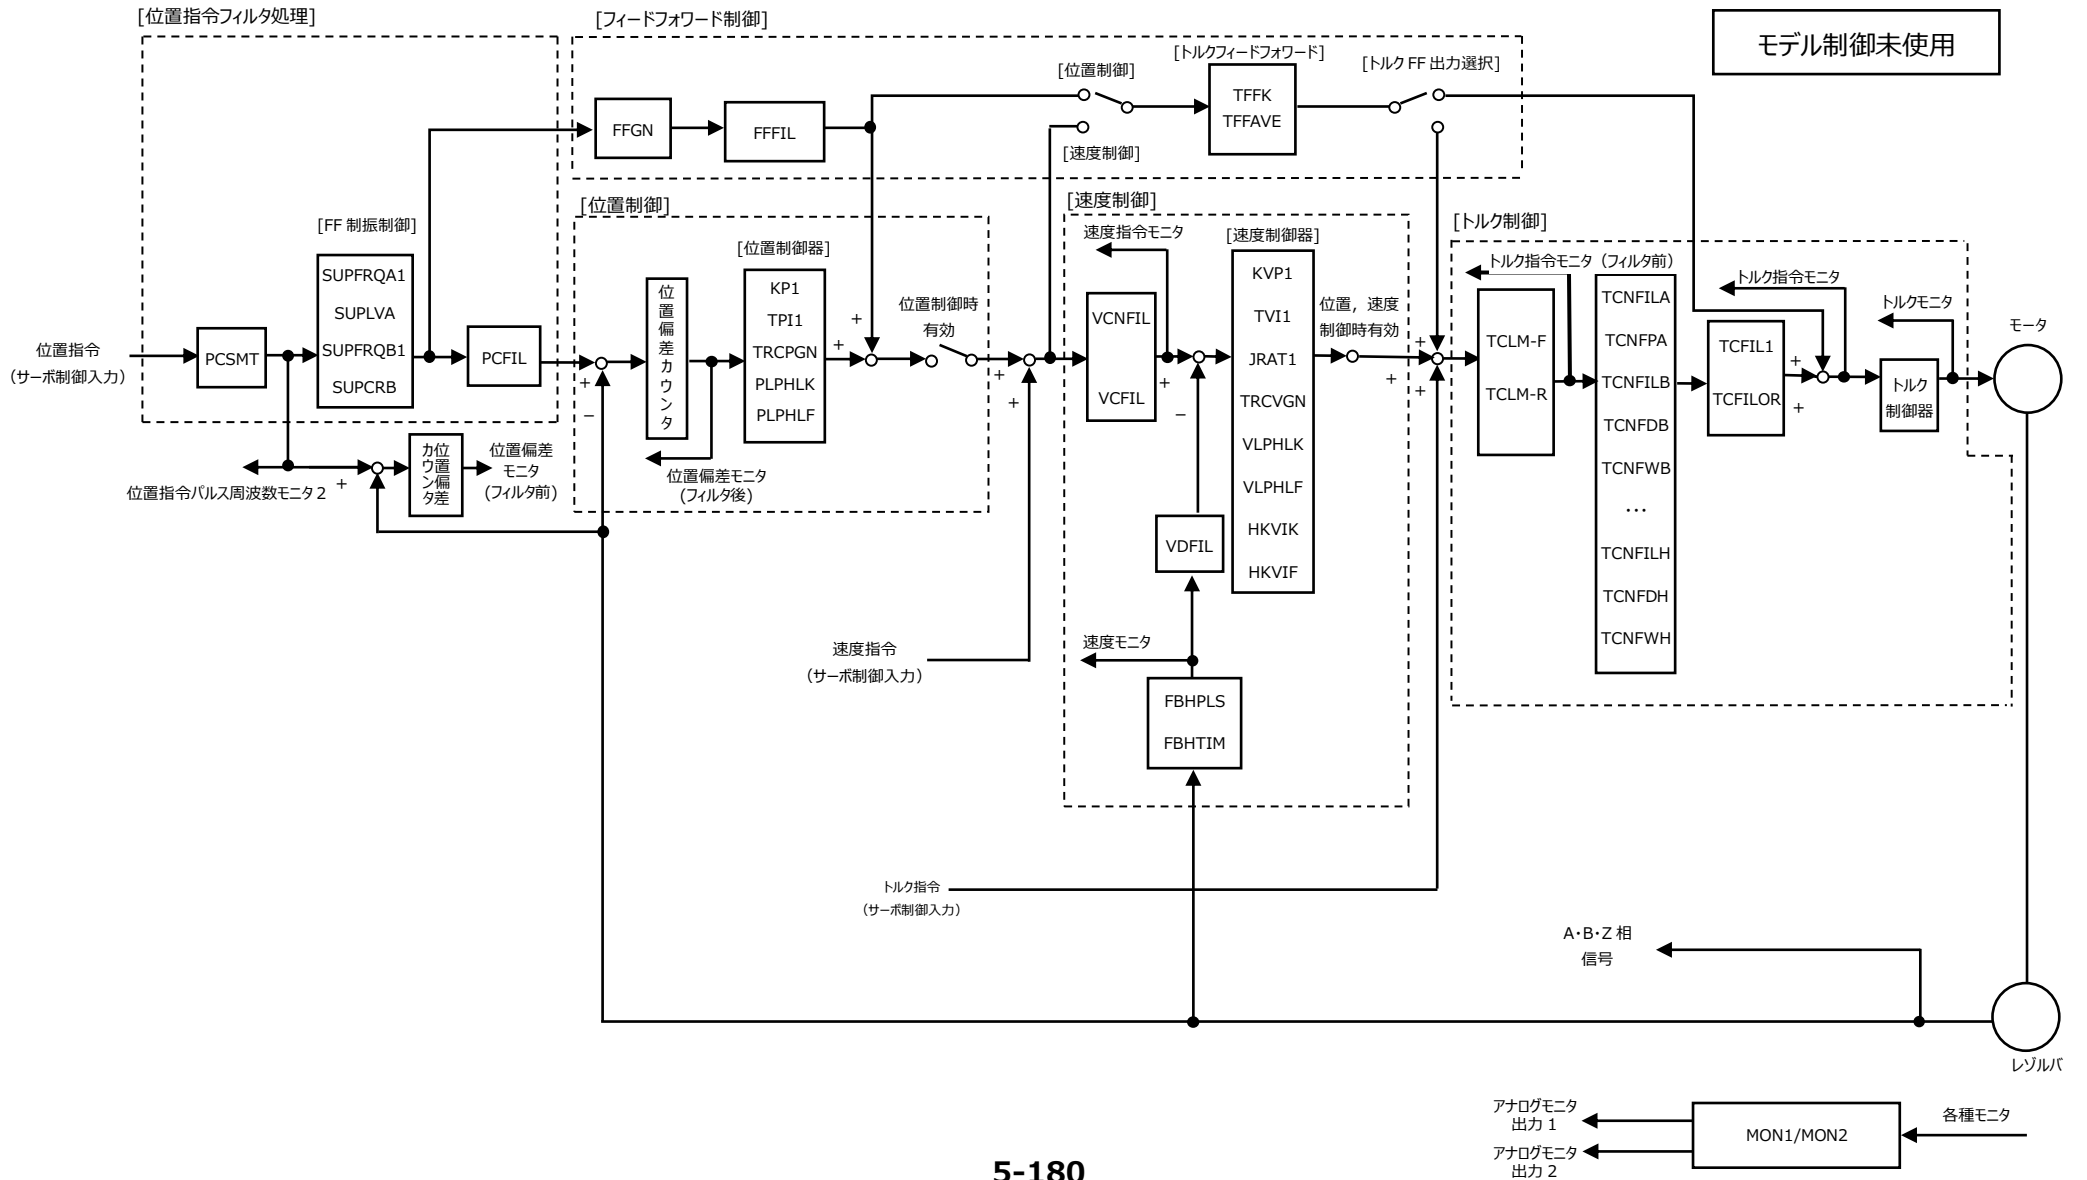 [位置指令フィルタ処理]
[フィードフォワード制御]
モデル制御未使用
[トルクフィードフォワード]
[位置制御]
[トルク FF 出力選択]
TFFK
TFFAVE
FFGN
FFFIL
[速度制御]
[位置制御]
[速度制御]
[トルク制御]
[FF 制振制御]
SUPFRQA1
SUPLVA
SUPFRQB1
SUPCRB
位置指令
(サーボ制御入力)
PCSMT
PCFIL
+
−
位置偏差カウンタ
[位置制御器]
KP1
TPI1
TRCPGN
PLPHLK
PLPHLF
+
+
位置制御時
有効
+
+
速度指令モニタ
VCNFIL
VCFIL
+
−
[速度制御器]
KVP1
TVI1
JRAT1
TRCVGN
VLPHLK
VLPHLF
HKVIK
HKVIF
位置，速度
制御時有効
+
+
+
トルク指令モニタ（フィルタ前）
TCLM-F
TCLM-R
TCNFILA
TCNFPA
TCNFILB
TCNFDB
TCNFWB
…
TCNFILH
TCNFDH
TCNFWH
トルク指令モニタ
TCFIL1
TCFILOR
+
+
トルクモニタ
トルク
制御器
モータ
位置指令パルス周波数モニタ 2
+
位置偏差
カウンタ
位置偏差
モニタ
(フィルタ前)
位置偏差モニタ
(フィルタ後)
VDFIL
速度モニタ
FBHPLS
FBHTIM
速度指令
(サーボ制御入力)
トルク指令
(サーボ制御入力)
A・B・Z 相
信号
レゾルバ
アナログモニタ
出力 1
アナログモニタ
出力 2
MON1/MON2
各種モニタ
5-180